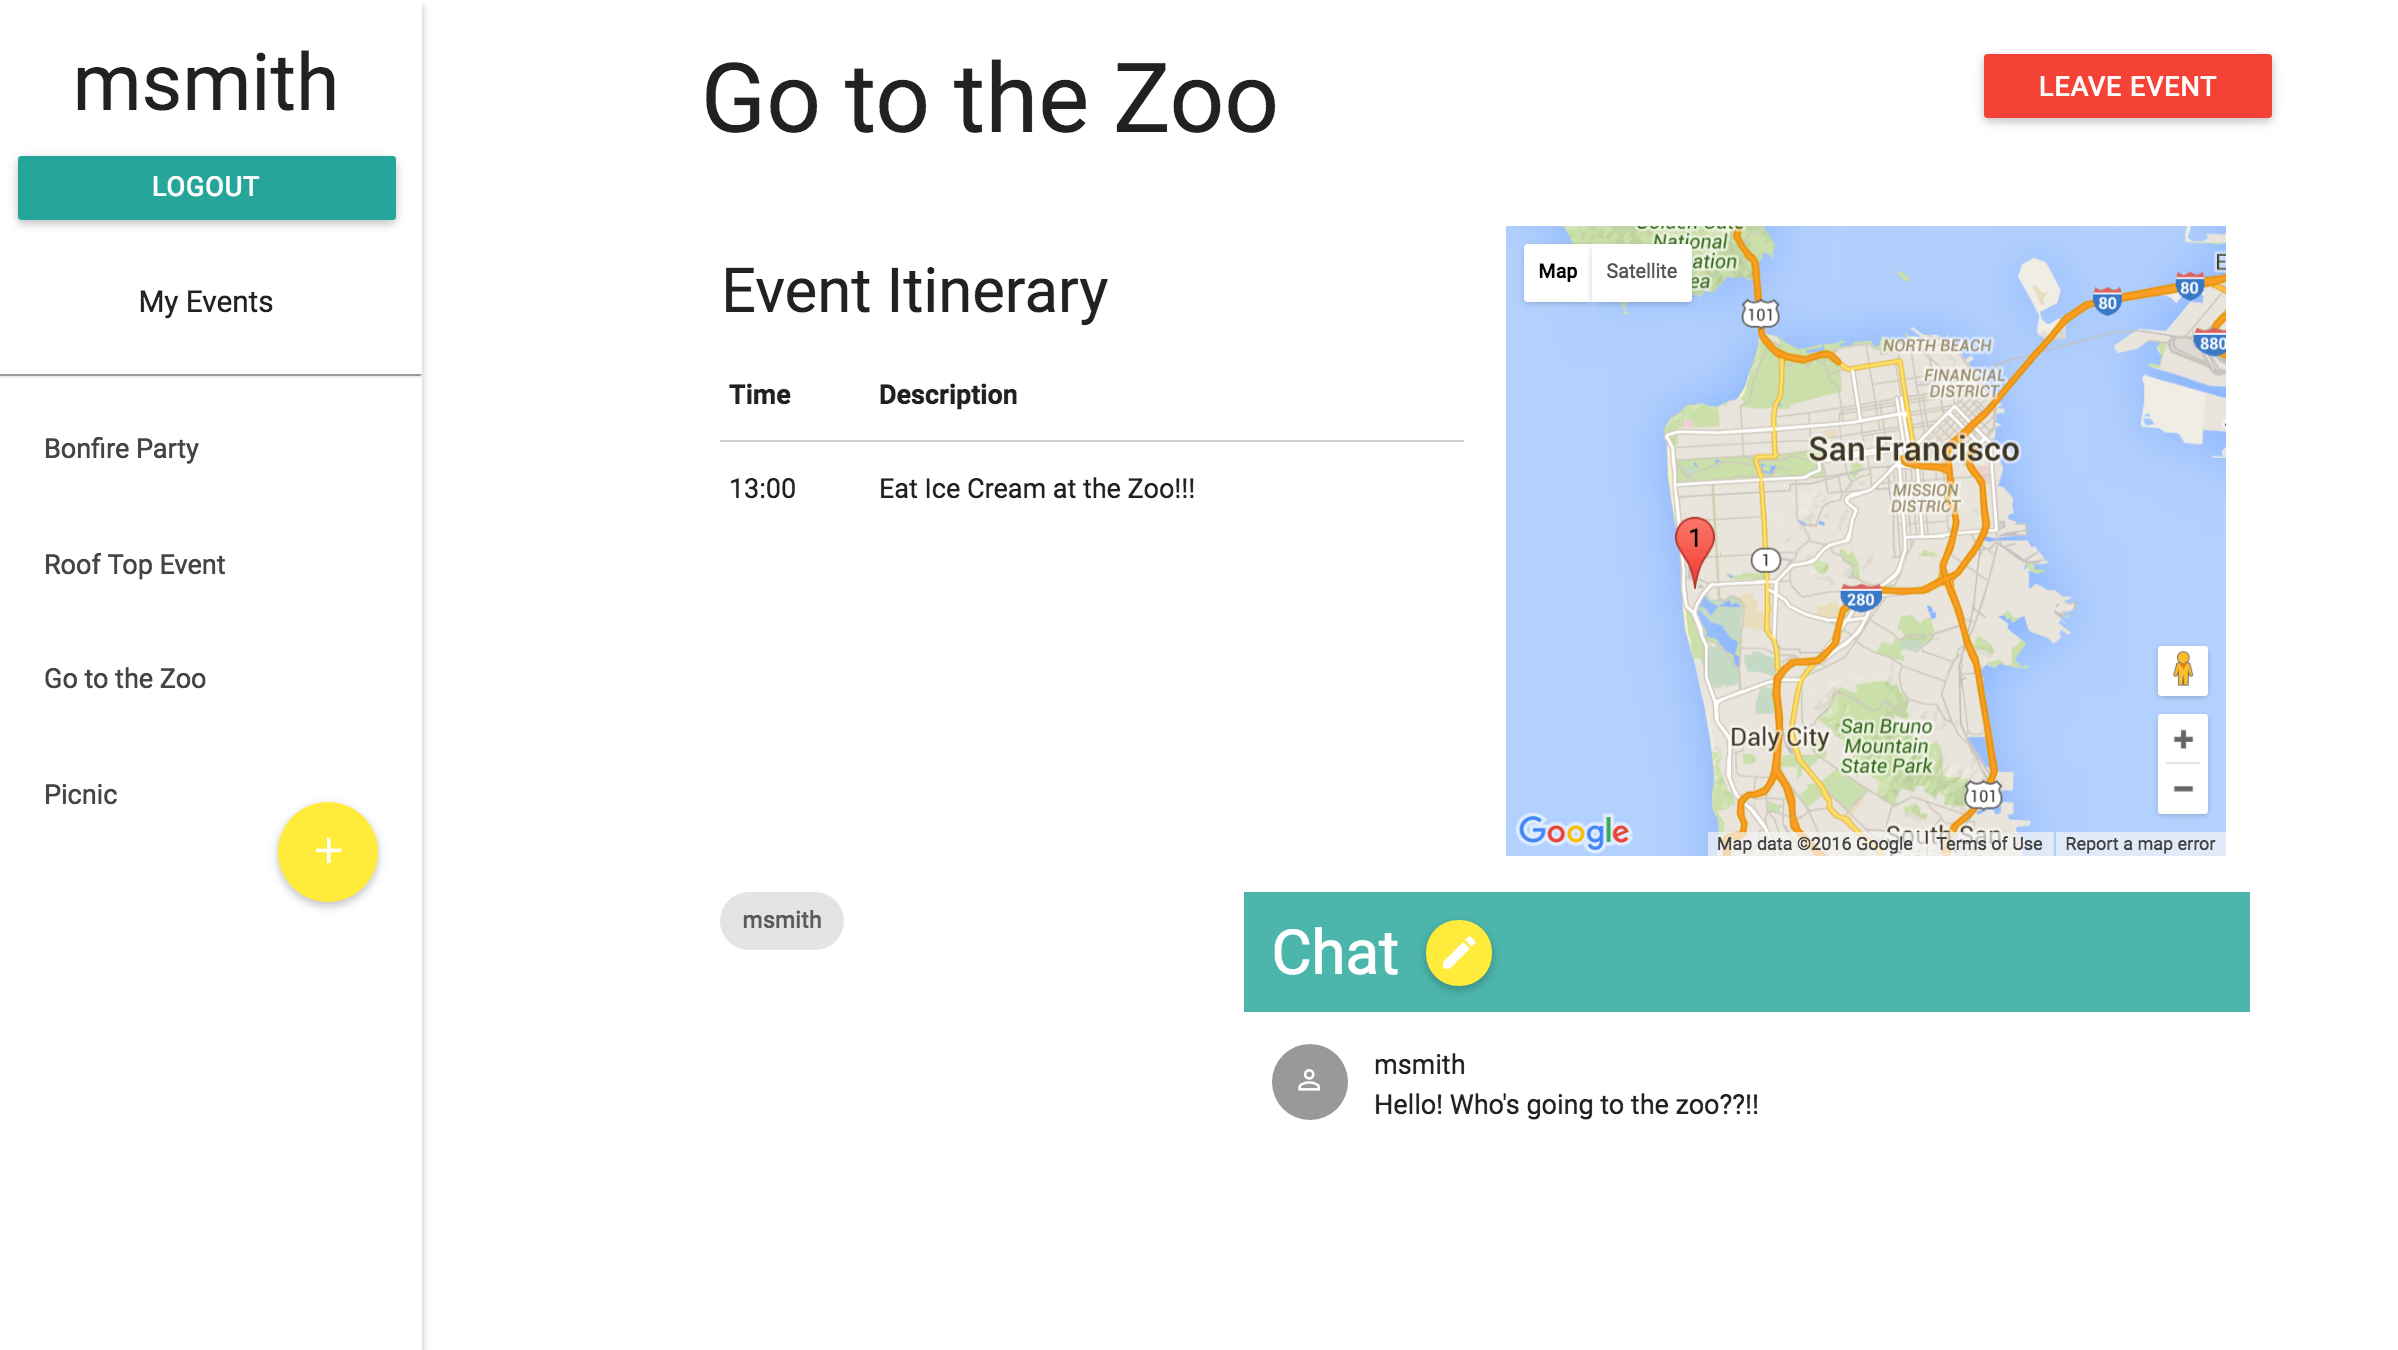 msmith
LOGOUT
My Events
Bonfire Party
Roof Top Event
Go to the Zoo
Picnic
+
Go to the Zoo
LEAVE EVENT
Event Itinerary
Time Description
13:00 Eat Ice Cream at the Zoo!!!
Map Satellite
National
ation
ea
101
80
80
880
NORTH BEACH
FINANCIAL
DISTRICT
San Francisco
MISSION
DISTRICT
1
1
280
Daly City
San Bruno
Mountain
State Park
101
South San
Google
Map data ©2016 Google
Terms of Use
Report a map error
msmith
Chat
msmith
Hello! Who's going to the zoo??!!